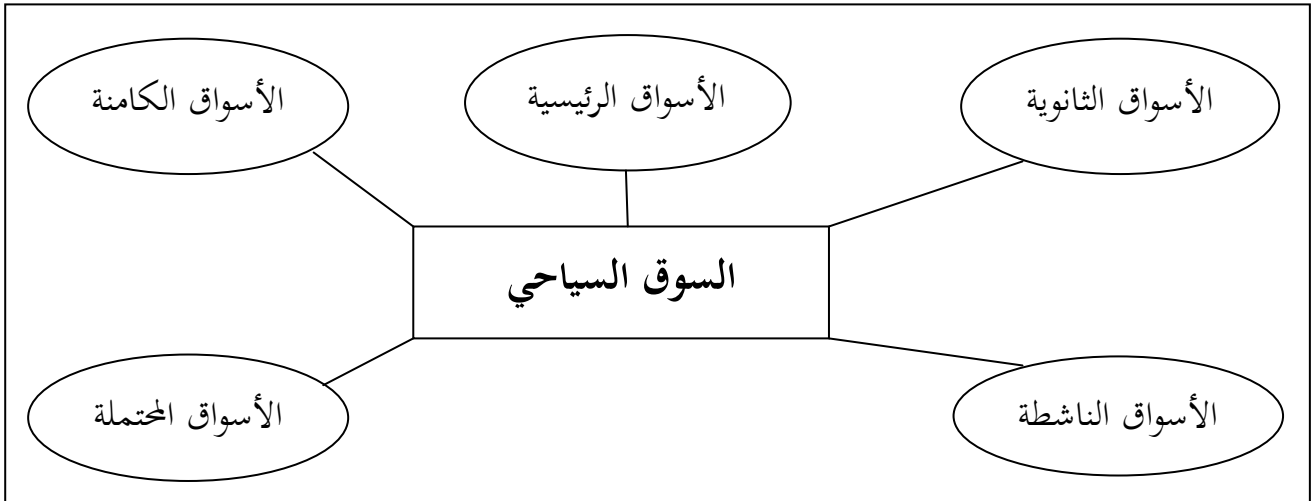 الأسواق الثانوية
الأسواق الرئيسية
الأسواق الكامنة
السوق السياحي
الأسواق الناشطة
الأسواق المحتملة